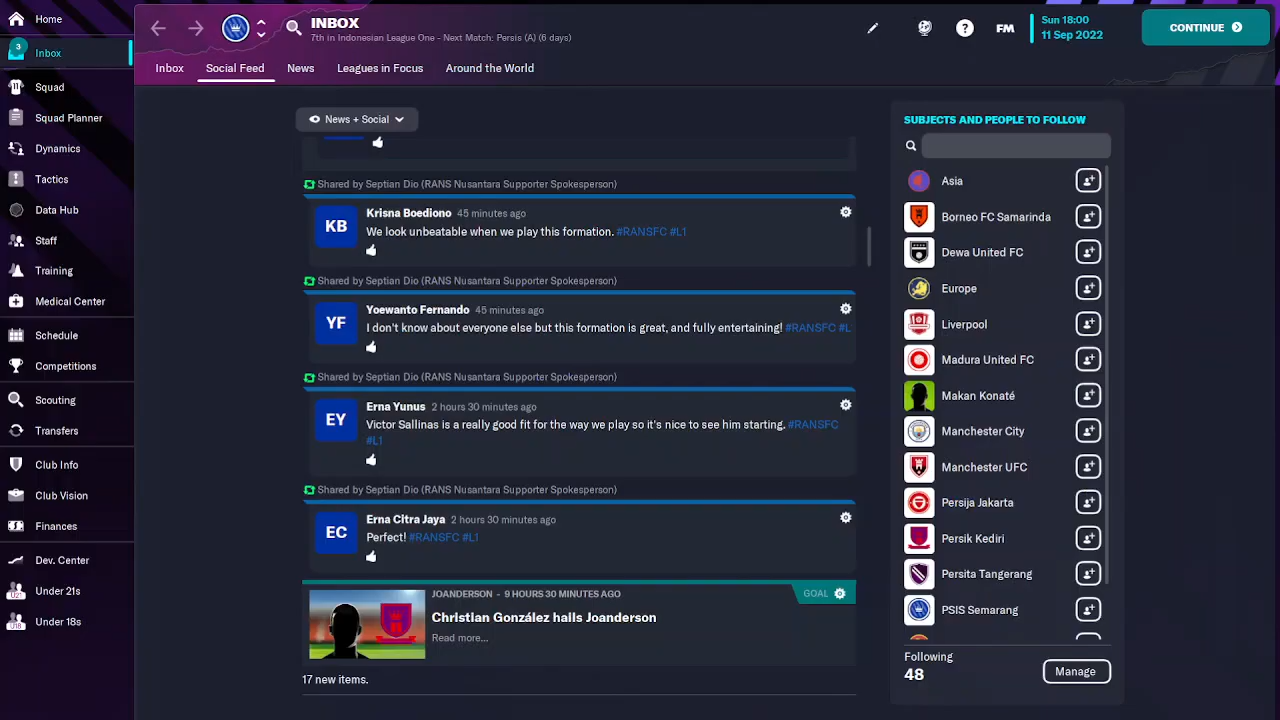 Home
3
Inbox
Squad
Squad Planner
Dynamics
Tactics
Data Hub
Staff
Training
Medical Center
Schedule
Competitions
Scouting
Transfers
Club Info
Club Vision
Finances
Dev. Center
U21
Under 21s
U18
Under 18s
INBOX
7th in Indonesian League One - Next Match: Persis (A) (6 days)
?
FM
Sun 18:00
11 Sep 2022
CONTINUE
Inbox
Social Feed
News
Leagues in Focus
Around the World
News + Social
Shared by Septian Dio (RANS Nusantara Supporter Spokesperson)
KB
Krisna Boediono 45 minutes ago
We look unbeatable when we play this formation. #RANSFC #L1
Shared by Septian Dio (RANS Nusantara Supporter Spokesperson)
YF
Yoewanto Fernando 45 minutes ago
I don't know about everyone else but this formation is great, and fully entertaining! #RANSFC #L
Shared by Septian Dio (RANS Nusantara Supporter Spokesperson)
EY
Erna Yunus 2 hours 30 minutes ago
Víctor Sallinas is a really good fit for the way we play so it's nice to see him starting. #RANSFC
#L1
Shared by Septian Dio (RANS Nusantara Supporter Spokesperson)
EC
Erna Citra Jaya 2 hours 30 minutes ago
Perfect! #RANSFC #L1
JOANDERSON - 9 HOURS 30 MINUTES AGO
GOAL
Christian González hails Joanderson
Read more...
17 new items.
SUBJECTS AND PEOPLE TO FOLLOW
Asia
Borneo FC Samarinda
Dewa United FC
Europe
Liverpool
Madura United FC
Makan Konaté
Manchester City
Manchester UFC
Persija Jakarta
Persik Kediri
Persita Tangerang
PSIS Semarang
Following
48
Manage